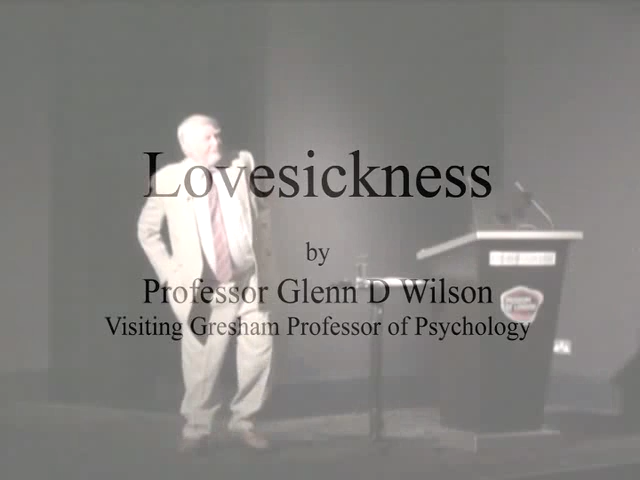 Lovesickness
by
Professor Glenn D Wilson
Visiting Gresham Professor of Psychology